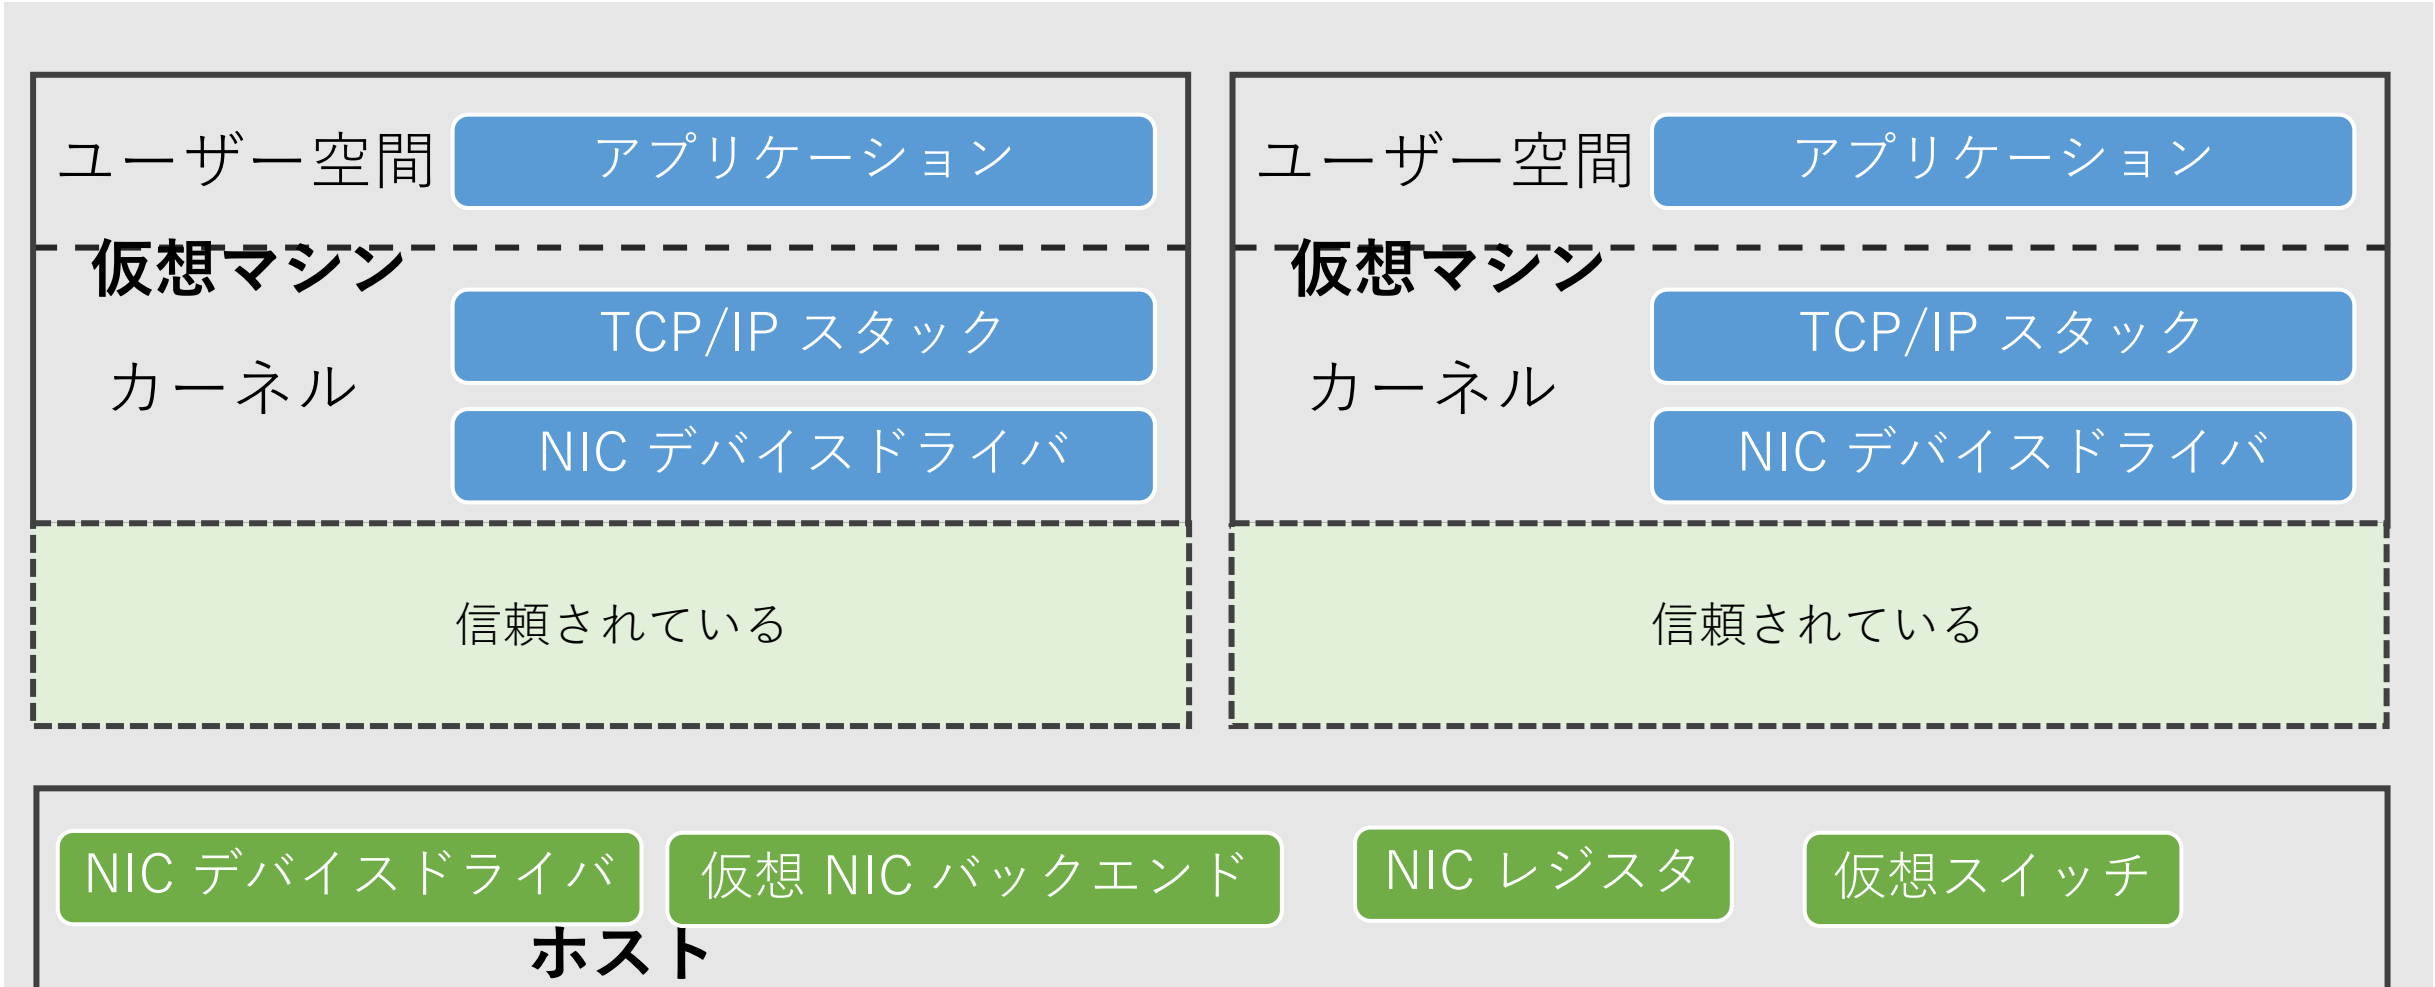 ユーザー空間
アプリケーション
仮想マシン
TCP/IP スタック
カーネル
NIC デバイスドライバ
信頼されている
ユーザー空間
アプリケーション
仮想マシン
TCP/IP スタック
カーネル
NIC デバイスドライバ
信頼されている
NIC デバイスドライバ
仮想 NIC バックエンド
NIC レジスタ
仮想スイッチ
ホスト